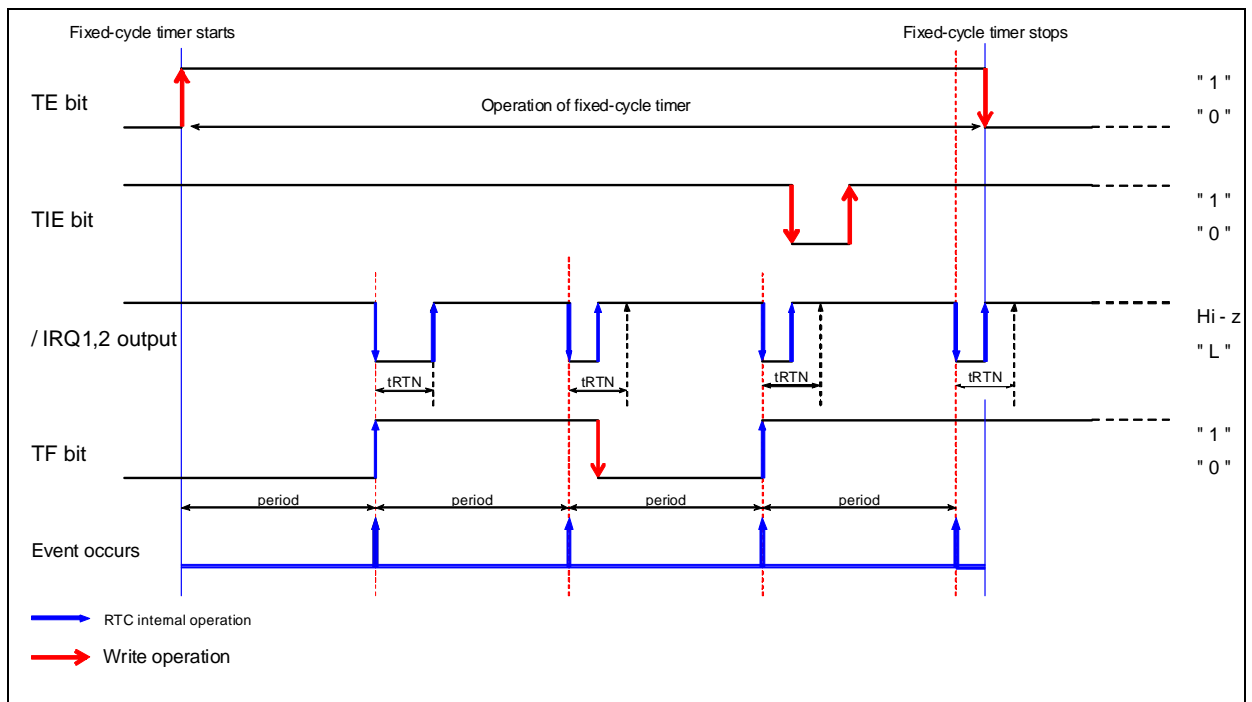 Fixed-cycle timer starts
Fixed-cycle timer stops
TE bit
Operation of fixed-cycle timer
" 1 "
" 0 "
TIE bit
" 1 "
" 0 "
/ IRQ1,2 output
Hi - z
" L "
tRTN
tRTN
tRTN
tRTN
TF bit
" 1 "
" 0 "
period
period
period
period
Event occurs
RTC internal operation
Write operation